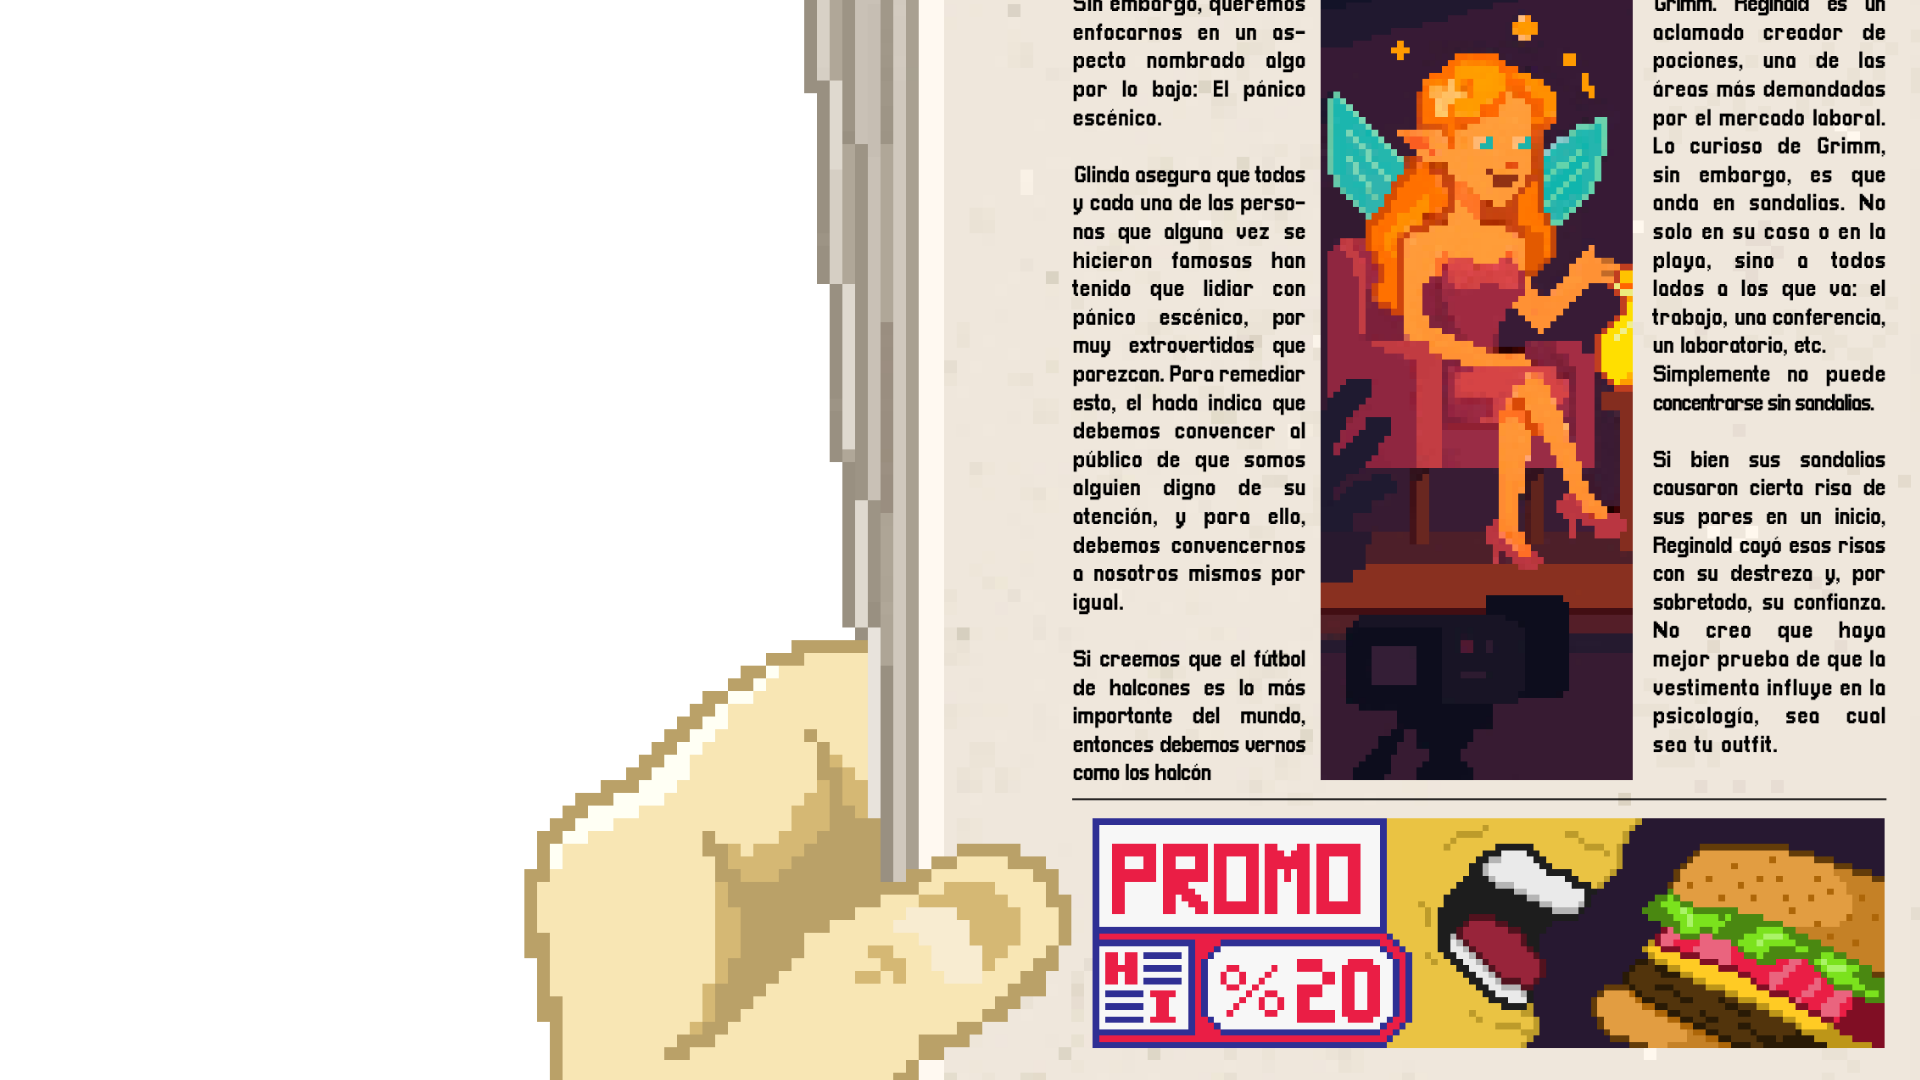 Sin embargo, queremos
enfocarnos en un as-
pecto nombrado algo
por lo bajo: El pánico
escénico.
Glinda asegura que todas
y cada una de las perso-
nas que alguna vez se
hicieron famosas han
tenido que lidiar con
pánico escénico, por
muy extrovertidas que
parezcan. Para remediar
esto, el hada indica que
debemos convencer al
público de que somos
alguien digno de su
atención, y para ello,
debemos convencernos
a nosotros mismos por
igual.
Si creemos que el fútbol
de halcones es lo más
importante del mundo,
entonces debemos vernos
como los halcón
Grimm. Reginald es un
aclamado creador de
pociones, una de las
áreas más demandadas
por el mercado laboral.
Lo curioso de Grimm,
sin embargo, es que
anda en sandalias. No
solo en su casa o en la
playa, sino a todos
lados a los que va: el
trabajo, una conferencia,
un laboratorio, etc.
Simplemente no puede
concentrarse sin sandalias.
Si bien sus sandalias
causaron cierta risa de
sus pares en un inicio,
Reginald cayó esas risas
con su destreza y, por
sobretodo, su confianza.
No creo que haya
mejor prueba de que la
vestimenta influye en la
psicología, sea cual
sea tu outfit.
PROMO
H
I
%20